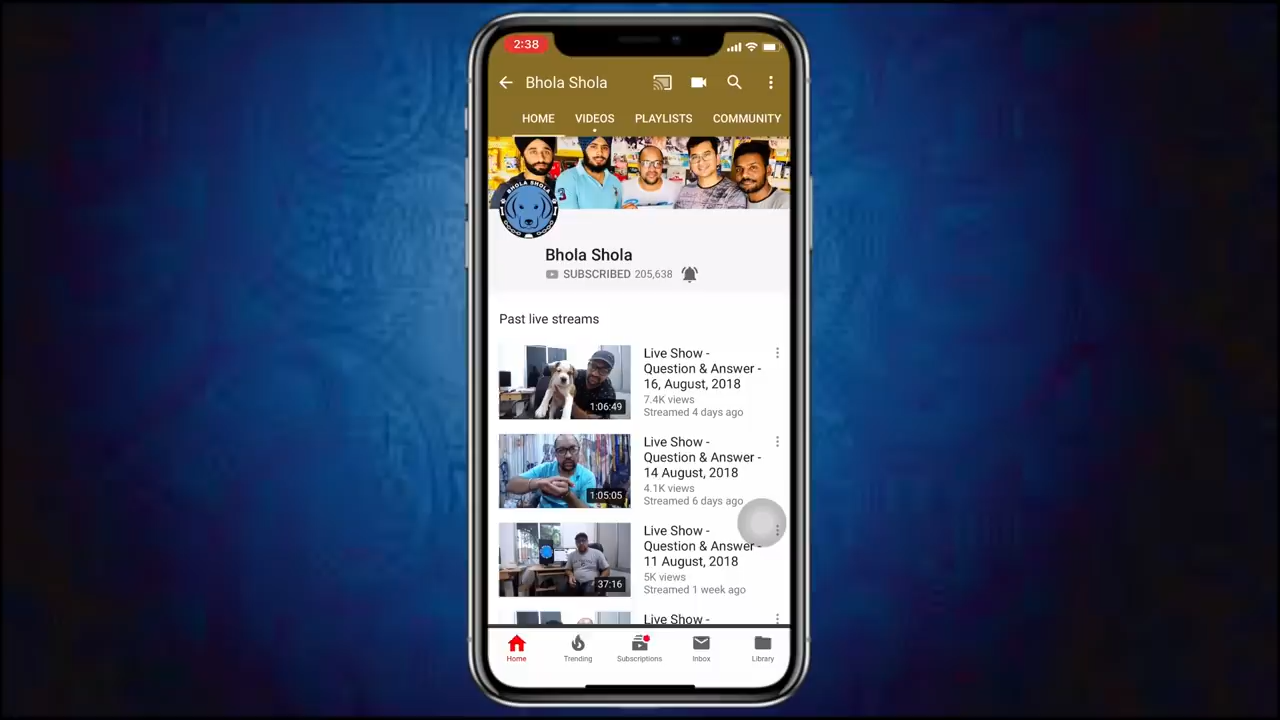 2:38
Bhola Shola
HOME VIDEOS PLAYLISTS COMMUNITY
3
BHOLA SHOLA
Bhola Shola
SUBSCRIBED 205,638
Past live streams
Live Show -
Question & Answer -
16, August, 2018
7.4K views
Streamed 4 days ago
1:06:49
Live Show -
Question & Answer -
14 August, 2018
4.1K views
Streamed 6 days ago
1:05:05
Live Show -
Question & Answer -
11 August, 2018
5K views
Streamed 1 week ago
37:16
Live Show -
Home Trending Subscriptions Inbox Library